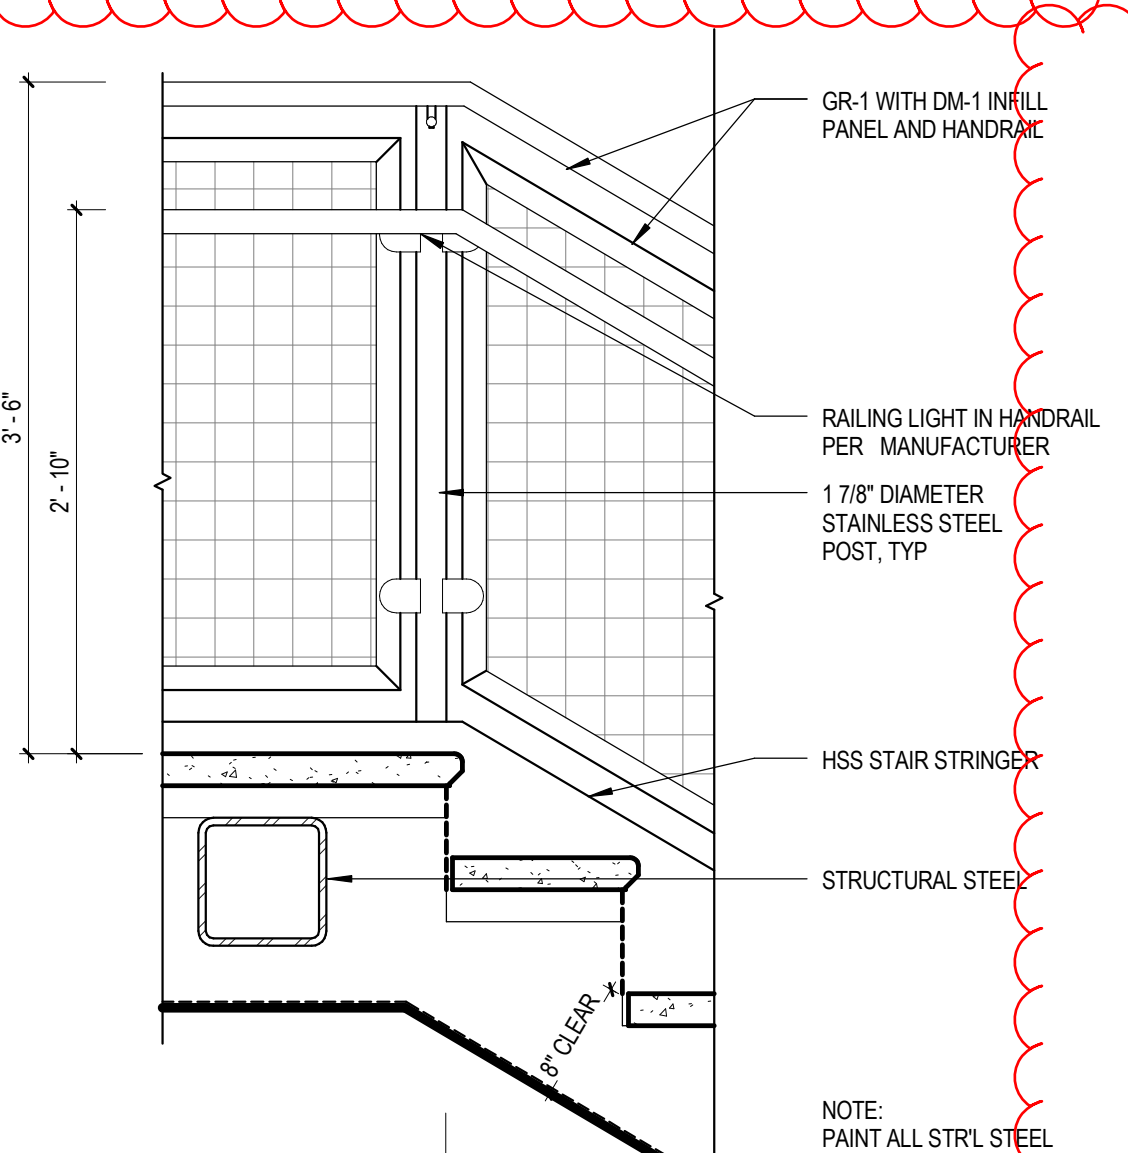 GR-1 WITH DM-1 INFILL
PANEL AND HANDRAIL
3' - 6"
2' - 10"
RAILING LIGHT IN HANDRAIL
PER MANUFACTURER
1 7/8" DIAMETER
STAINLESS STEEL
POST, TYP
HSS STAIR STRINGER
STRUCTURAL STEEL
8" CLEAR
NOTE:
PAINT ALL STR'L STEEL